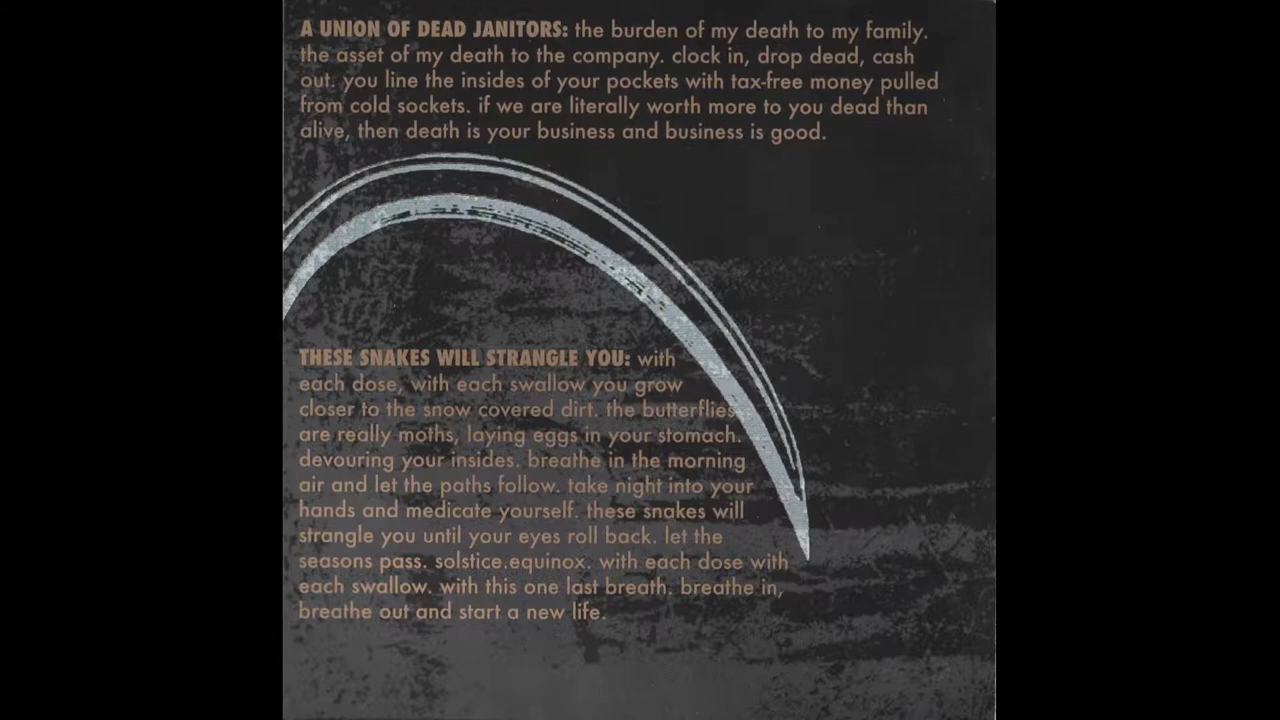 A UNION OF DEAD JANITORS: the burden of my death to my family.
the asset of my death to the company. clock in, drop dead, cash
out. you line the insides of your pockets with tax-free money pulled
from cold sockets. if we are literally worth more to you dead than
alive, then death is your business and business is good.
THESE SNAKES WILL STRANGLE YOU: with
each dose, with each swallow you grow
closer to the snow covered dirt. the butterflies
are really moths, laying eggs in your stomach.
devouring your insides. breathe in the morning
air and let the paths follow. take night into your
hands and medicate yourself. these snakes will
strangle you until your eyes roll back. let the
seasons pass. solstice.equinox. with each dose with
each swallow. with this one last breath. breathe in,
breathe out and start a new life.